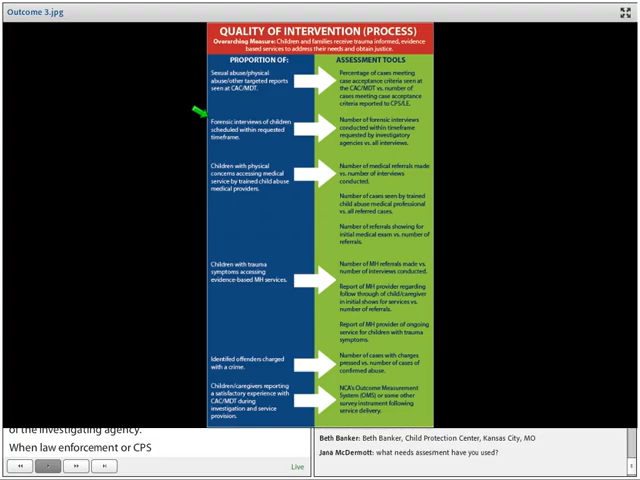 Outcome 3.jpg
QUALITY OF INTERVENTION (PROCESS)
Overarching Measure: Children and families receive trauma informed, evidence
based services to address their needs and obtain justice.
PROPORTION OF:
ASSESSMENT TOOLS
Sexual abuse/physical
abuse/other targeted reports
seen at CAC/MDT.
Percentage of cases meeting
case acceptance criteria seen at
the CAC/MDT vs. number of
cases meeting case acceptance
criteria reported to CPS/LE.
Forensic interviews of children
scheduled within requested
timeframe.
Number of forensic interviews
conducted within timeframe
requested by investigatory
agencies vs. all interviews.
Children with physical
concerns accessing medical
service by trained child abuse
medical providers.
Number of medical referrals made
vs. number of interviews
conducted.
Number of cases seen by trained
child abuse medical professional
vs. all referred cases.
Number of referrals showing for
initial medical exam vs. number of
referrals.
Children with trauma
symptoms accessing
evidence-based MH services.
Number of MH referrals made vs.
number of interviews conducted.
Report of MH provider regarding
follow through of child/caregiver
in initial shows for services vs.
number of referrals.
Report of MH provider of ongoing
service for children with trauma
symptoms.
Identifed offenders charged
with a crime.
Number of cases with charges
pressed vs. number of cases of
confirmed abuse.
Children/caregivers reporting
a satisfactory experience with
CAC/MDT during
investigation and service
provision.
NCA's Outcome Measurement
System (OMS) or some other
survey instrument following
service delivery.
of the investigating agency.
When law enforcement or CPS
Live
Beth Banker: Beth Banker, Child Protection Center, Kansas City, MO
Jana McDermott: what needs assesment have you used?